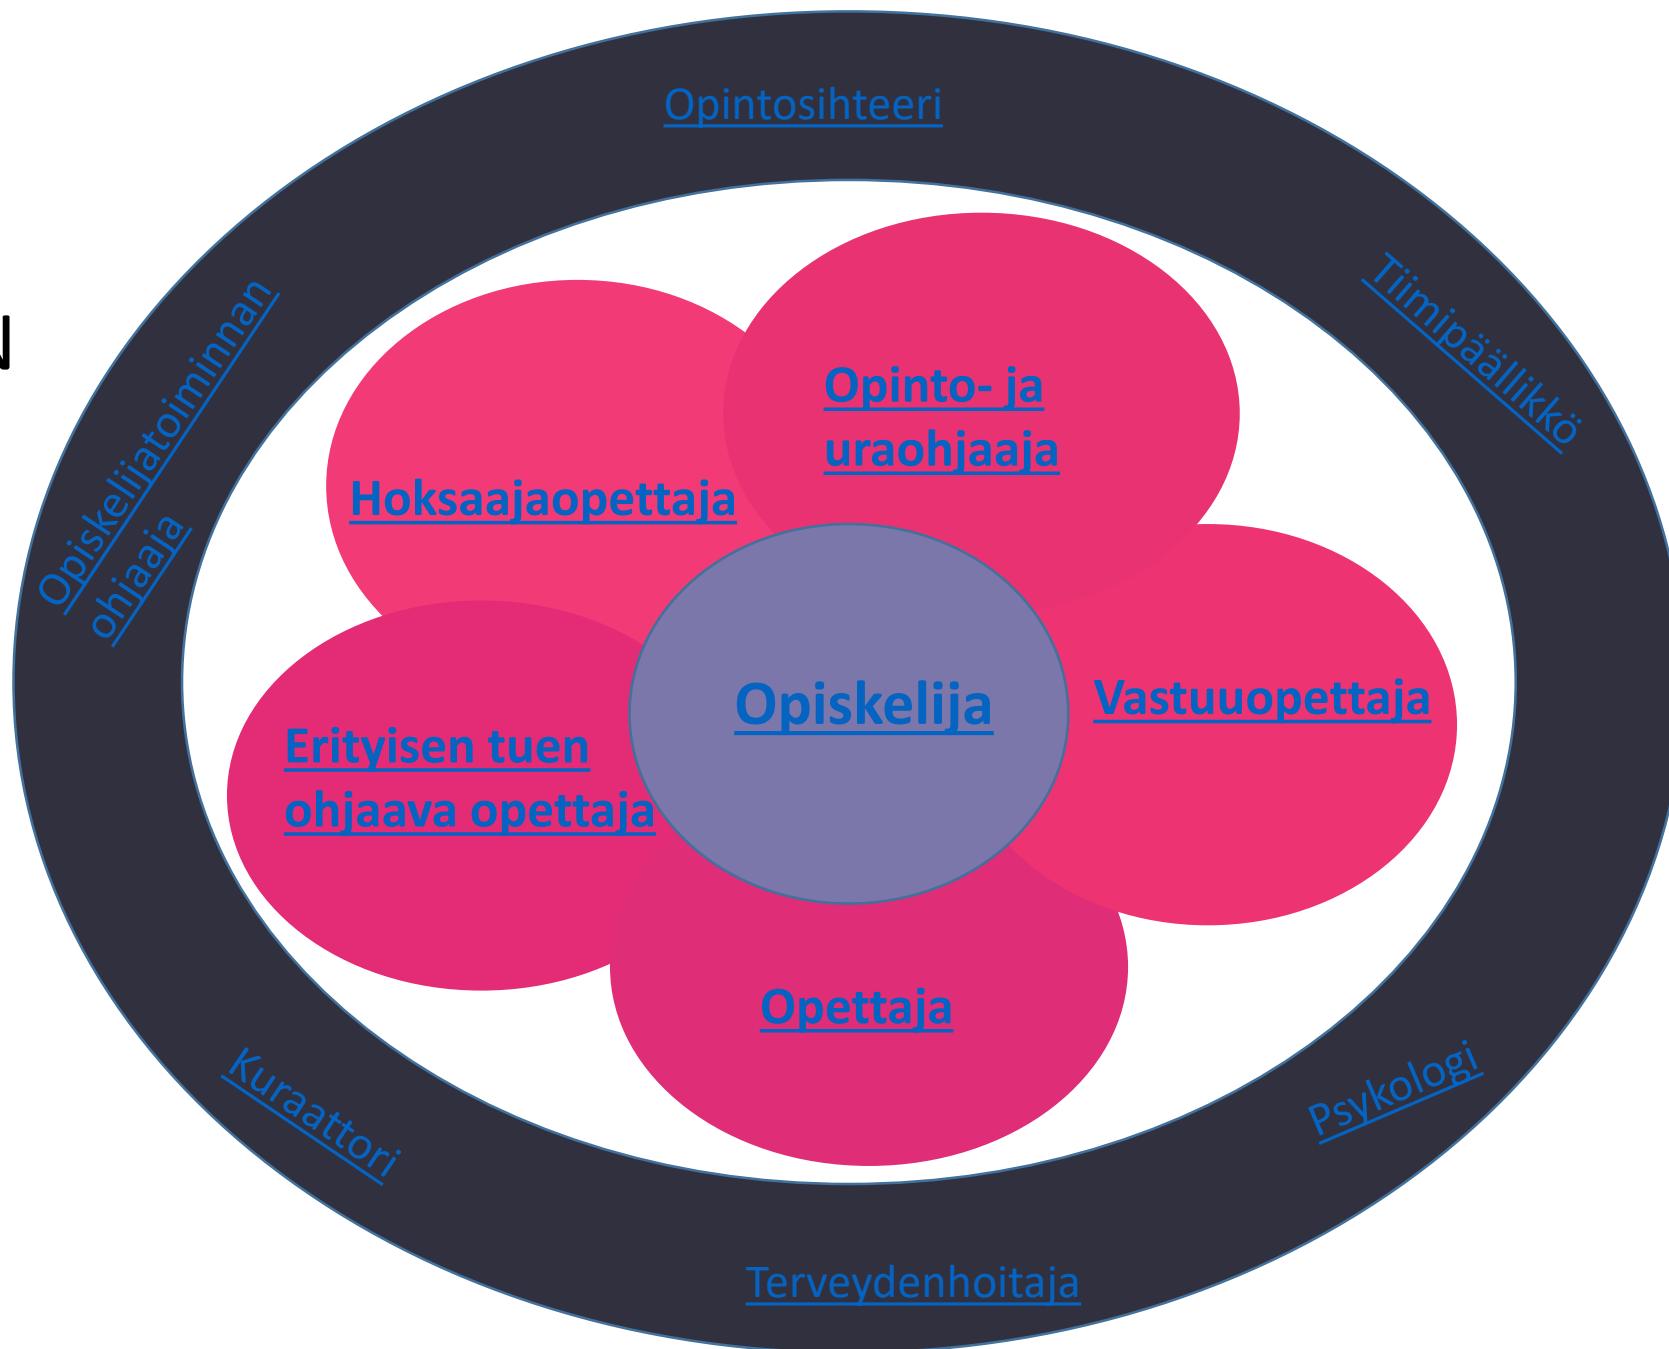 Opintosihteeri
Tiimipäällikkö
N
Opiskelijatoiminnan
ohjaaja
Opinto- ja
uraohjaaja
Hoksaajaopettaja
Opiskelija
Vastuuopettaja
Erityisen tuen
ohjaava opettaja
Opettaja
Kuraattori
Psykologi
Terveydenhoitaja